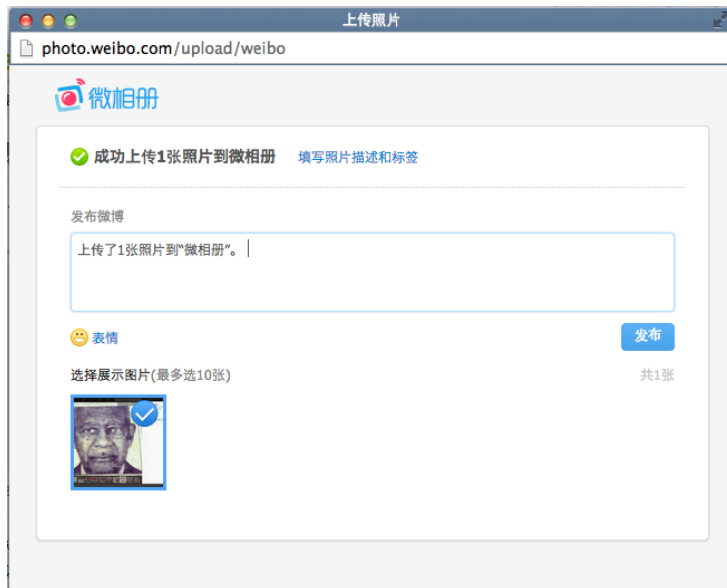 上传照片
photo.weibo.com/upload/weibo
微相册
成功上传1张照片到微相册 填写照片描述和标签
发布微博
上传了1张照片到“微相册”。
表情 发布
选择展示图片(最多选10张) 共1张